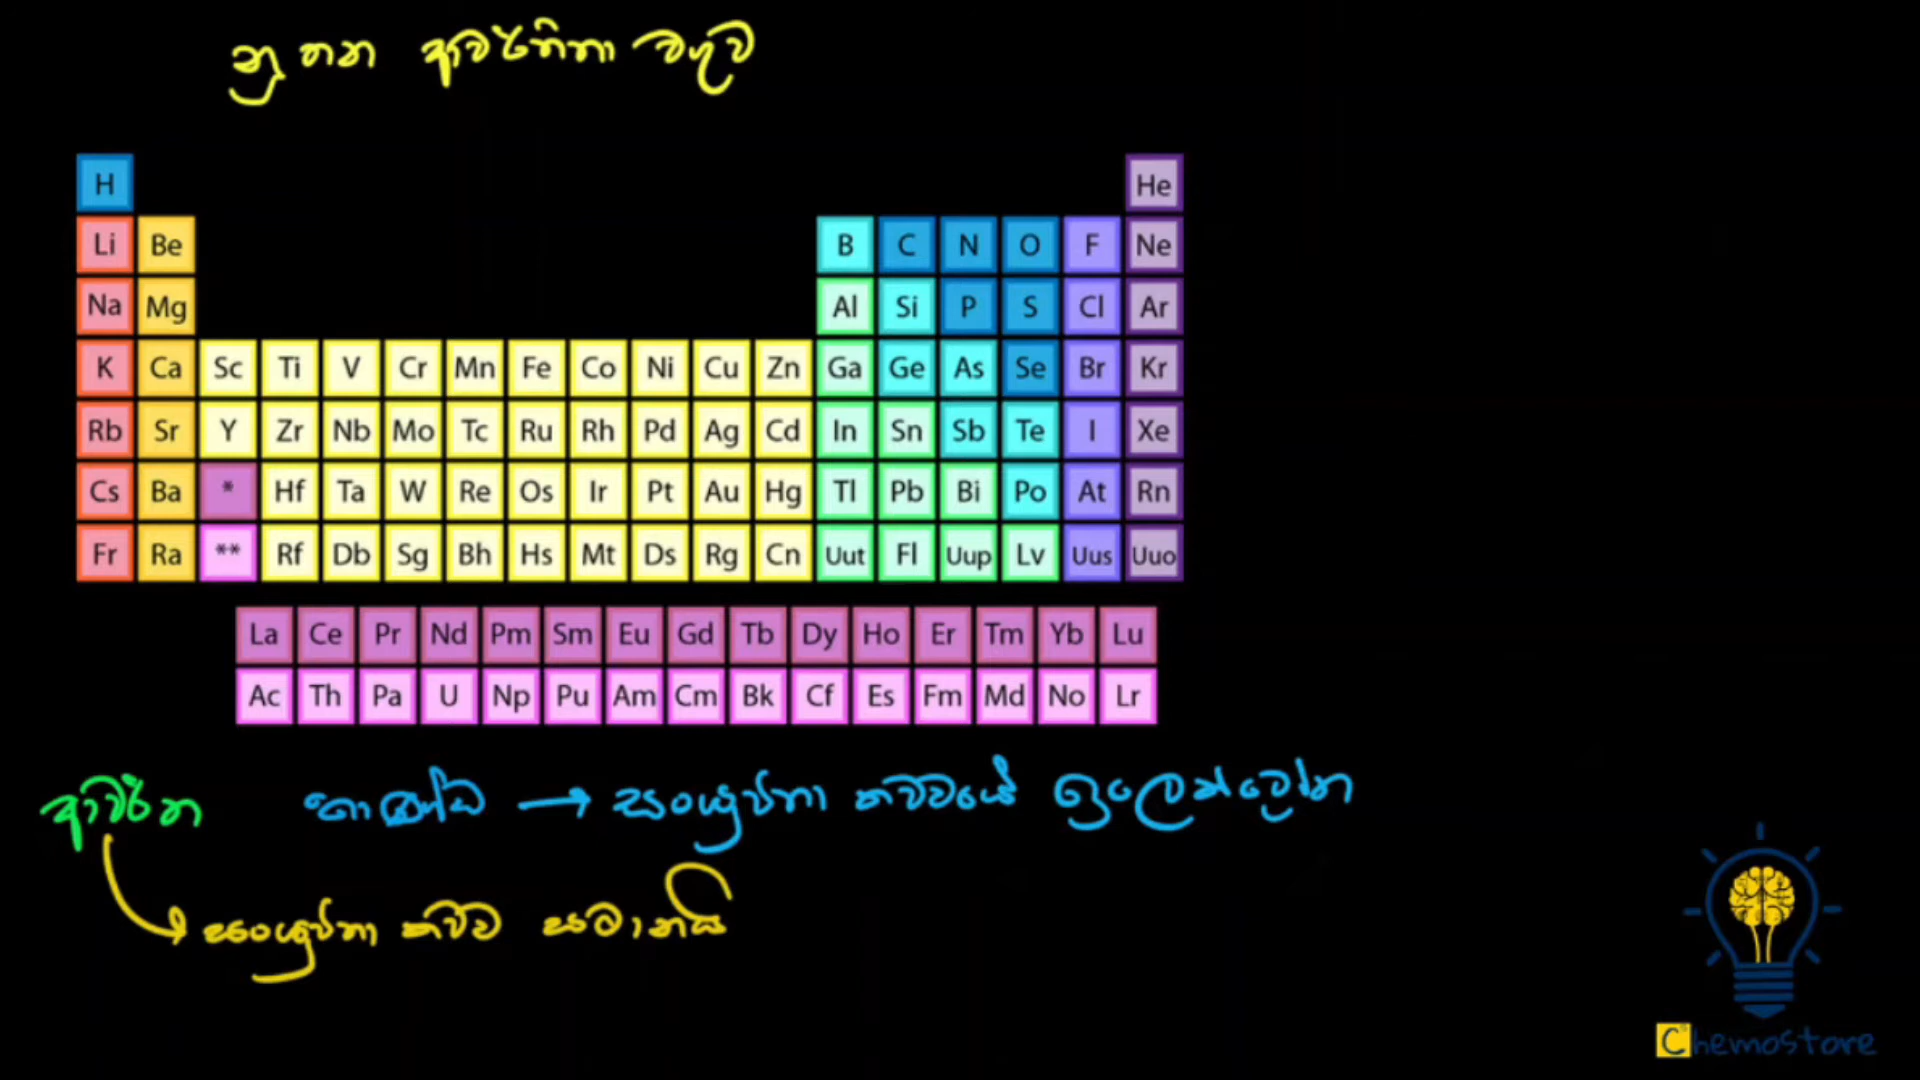 නූතන ආවර්තිතා වගුව
H He
Li Be B C N O F Ne
Na Mg Al Si P S Cl Ar
K Ca Sc Ti V Cr Mn Fe Co Ni Cu Zn Ga Ge As Se Br Kr
Rb Sr Y Zr Nb Mo Tc Ru Rh Pd Ag Cd In Sn Sb Te I Xe
Cs Ba * Hf Ta W Re Os Ir Pt Au Hg Tl Pb Bi Po At Rn
Fr Ra ** Rf Db Sg Bh Hs Mt Ds Rg Cn Uut Fl Uup Lv Uus Uuo
La Ce Pr Nd Pm Sm Eu Gd Tb Dy Ho Er Tm Yb Lu
Ac Th Pa U Np Pu Am Cm Bk Cf Es Fm Md No Lr
ආවර්ත → සංයුජතා කවචයේ ඉලෙක්ට්‍රෝන
සංයුජතා කවච සමානයි
Chemostore